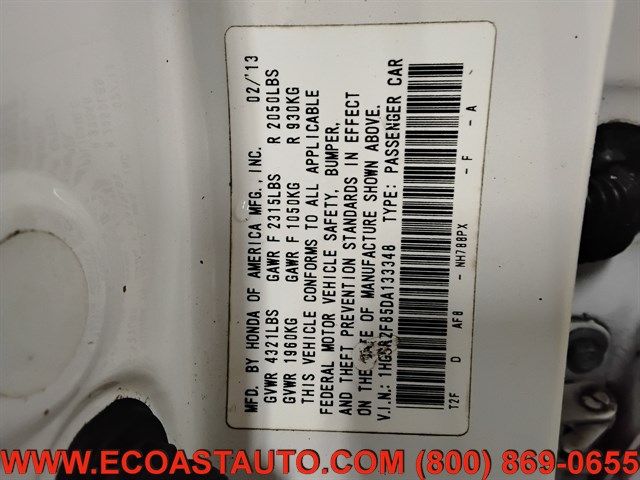 MFD. BY HONDA OF AMERICA MFG., INC. 02/'13
GVWR 4321LBS GAWR F 2315LBS R 2050LBS
GVWR 1960KG GAWR F 1050KG R 930KG
THIS VEHICLE CONFORMS TO ALL APPLICABLE
FEDERAL MOTOR VEHICLE SAFETY, BUMPER,
AND THEFT PREVENTION STANDARDS IN EFFECT
ON THE DATE OF MANUFACTURE SHOWN ABOVE.
V.I.N.: 1HGCR2F85DA133348 TYPE: PASSENGER CAR
T2F D AF8 - NH788PX - F - A
WWW.ECOASTAUTO.COM (800) 869-0655